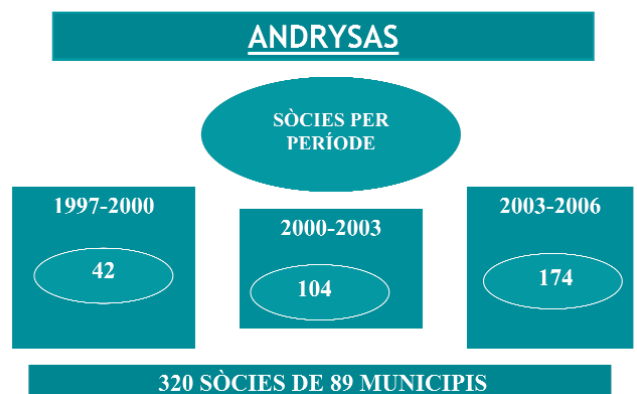 ANDRYSAS
SÒCIES PER
PERÍODE
1997-2000
42
2000-2003
104
2003-2006
174
320 SÒCIES DE 89 MUNICIPIS